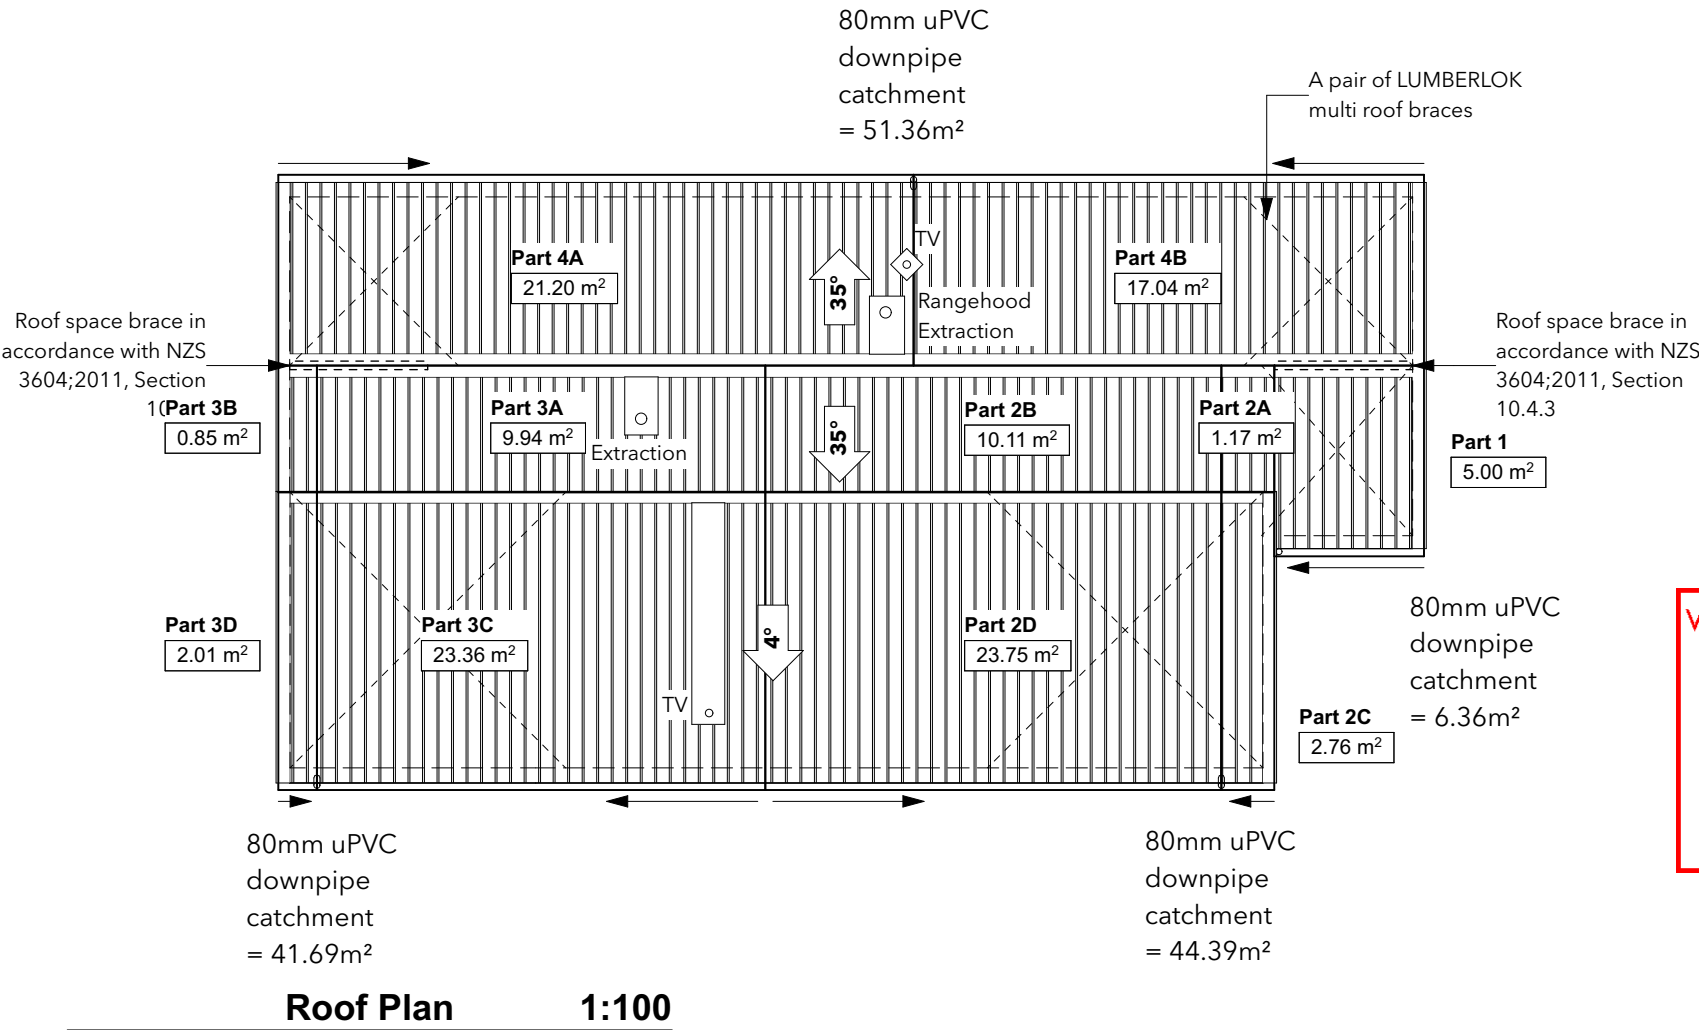 80mm uPVC
downpipe
catchment
= 51.36m²
A pair of LUMBERLOK
multi roof braces
TV
Part 4A
21.20 m²
35°
Part 4B
17.04 m²
Rangehood
Extraction
Roof space brace in
accordance with NZS
3604;2011, Section
Roof space brace in
accordance with NZS
3604;2011, Section
10.4.3
Part 3B
0.85 m²
Part 3A
9.94 m²
Extraction
35°
Part 2B
10.11 m²
Part 2A
1.17 m²
Part 1
5.00 m²
Part 3D
2.01 m²
Part 3C
23.36 m²
4°
TV
Part 2D
23.75 m²
80mm uPVC
downpipe
catchment
= 6.36m²
Part 2C
2.76 m²
80mm uPVC
downpipe
catchment
= 41.69m²
80mm uPVC
downpipe
catchment
= 44.39m²
Roof Plan 1:100